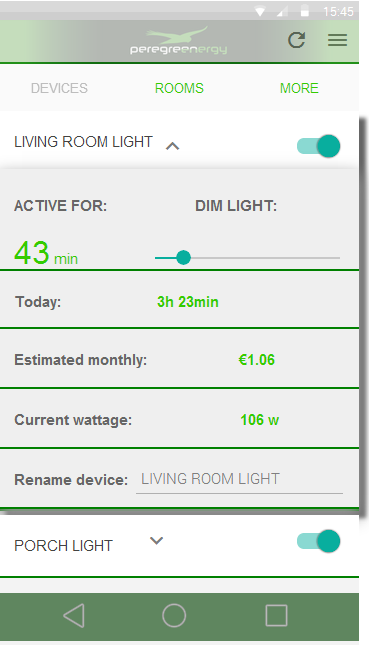 15:45
peregreenergy
DEVICES ROOMS MORE
LIVING ROOM LIGHT
ACTIVE FOR: DIM LIGHT:
43 min
Today: 3h 23min
Estimated monthly: €1.06
Current wattage: 106 w
Rename device: LIVING ROOM LIGHT
PORCH LIGHT